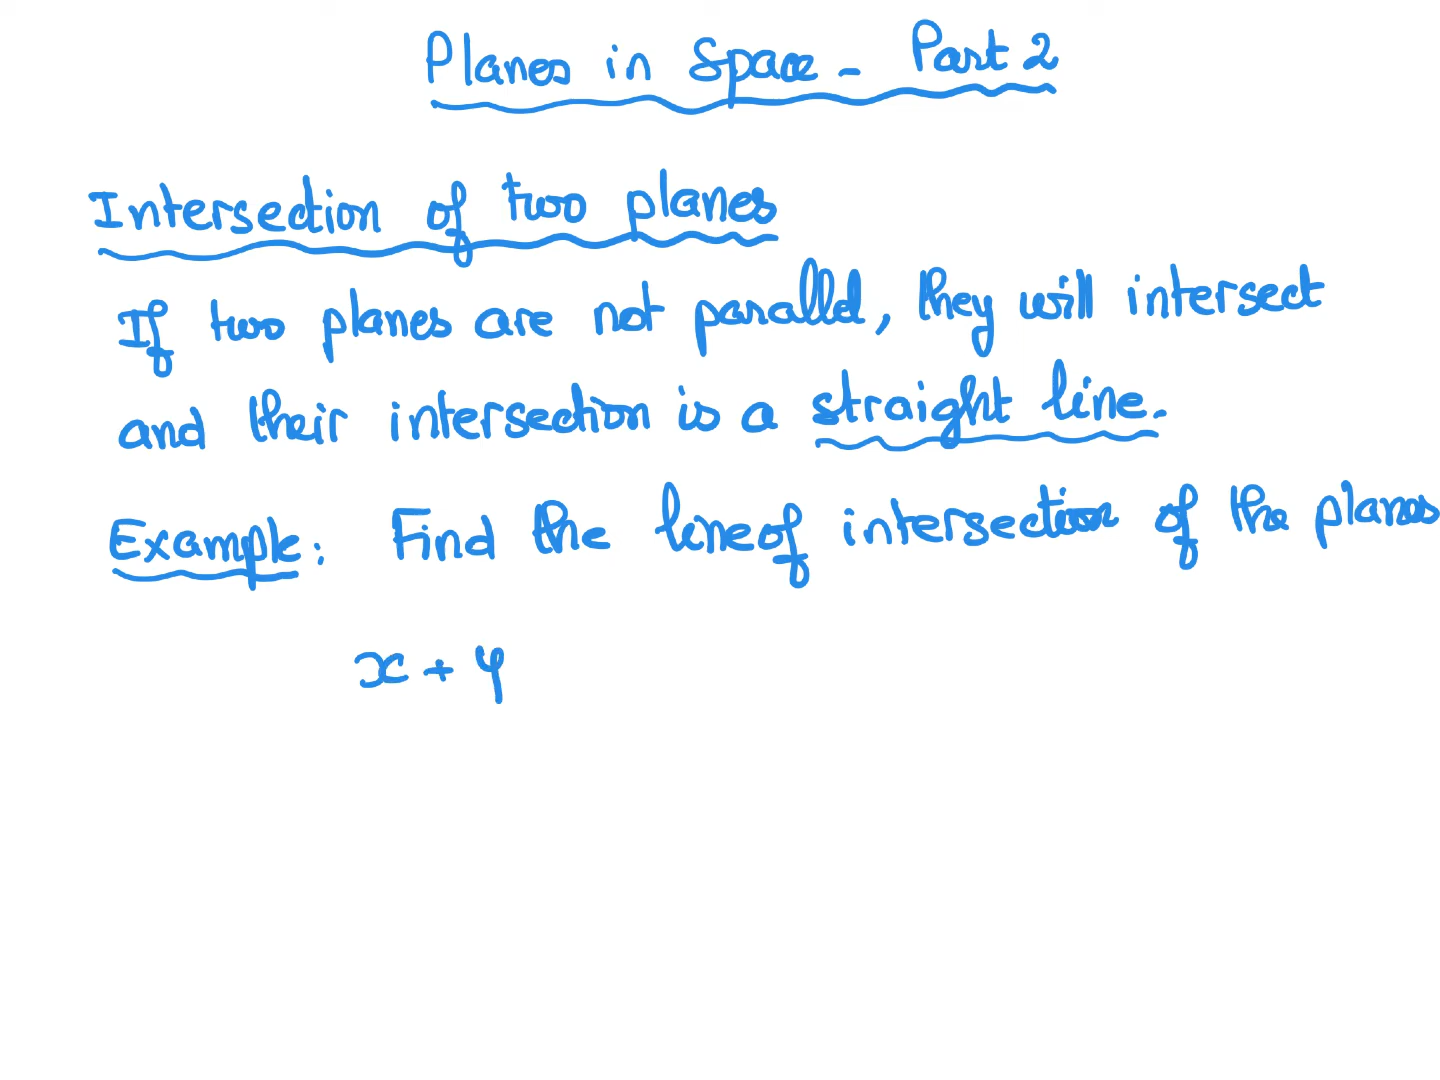 Planes in Space - Part 2
Intersection of two planes
If two planes are not parallel, they will intersect
and their intersection is a straight line.
Example: Find the line of intersection of the planes
x + y